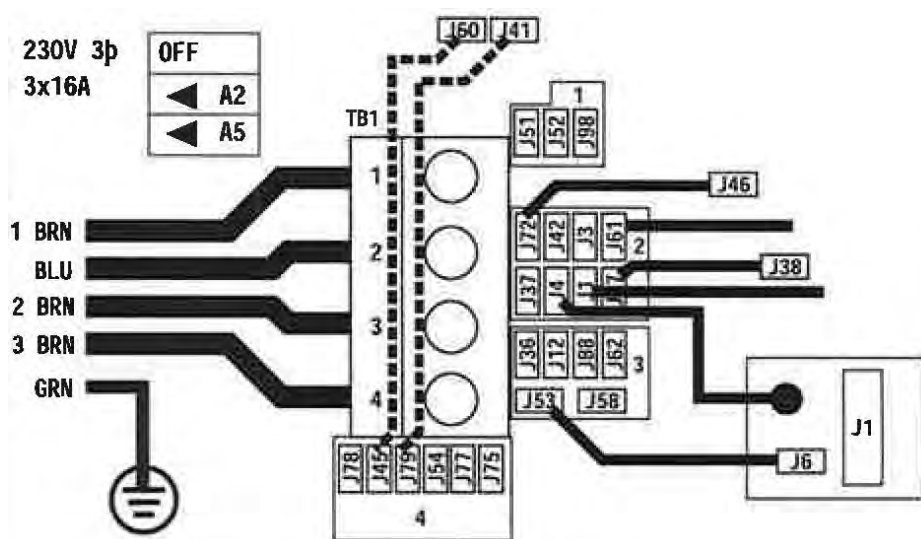 J60 J41
230V 3þ
3x16A
OFF
◀ A2
◀ A5
TB1
1
J51 J52 J98
1
J46
1 BRN
J72 J42 J3 J61
2
BLU
2
J38
J37 J4
2 BRN
3
3 BRN
J36 J12 J88 J62
3
GRN
4
J53 J58
J1
J6
J78 J45 J79 J54 J77 J75
4